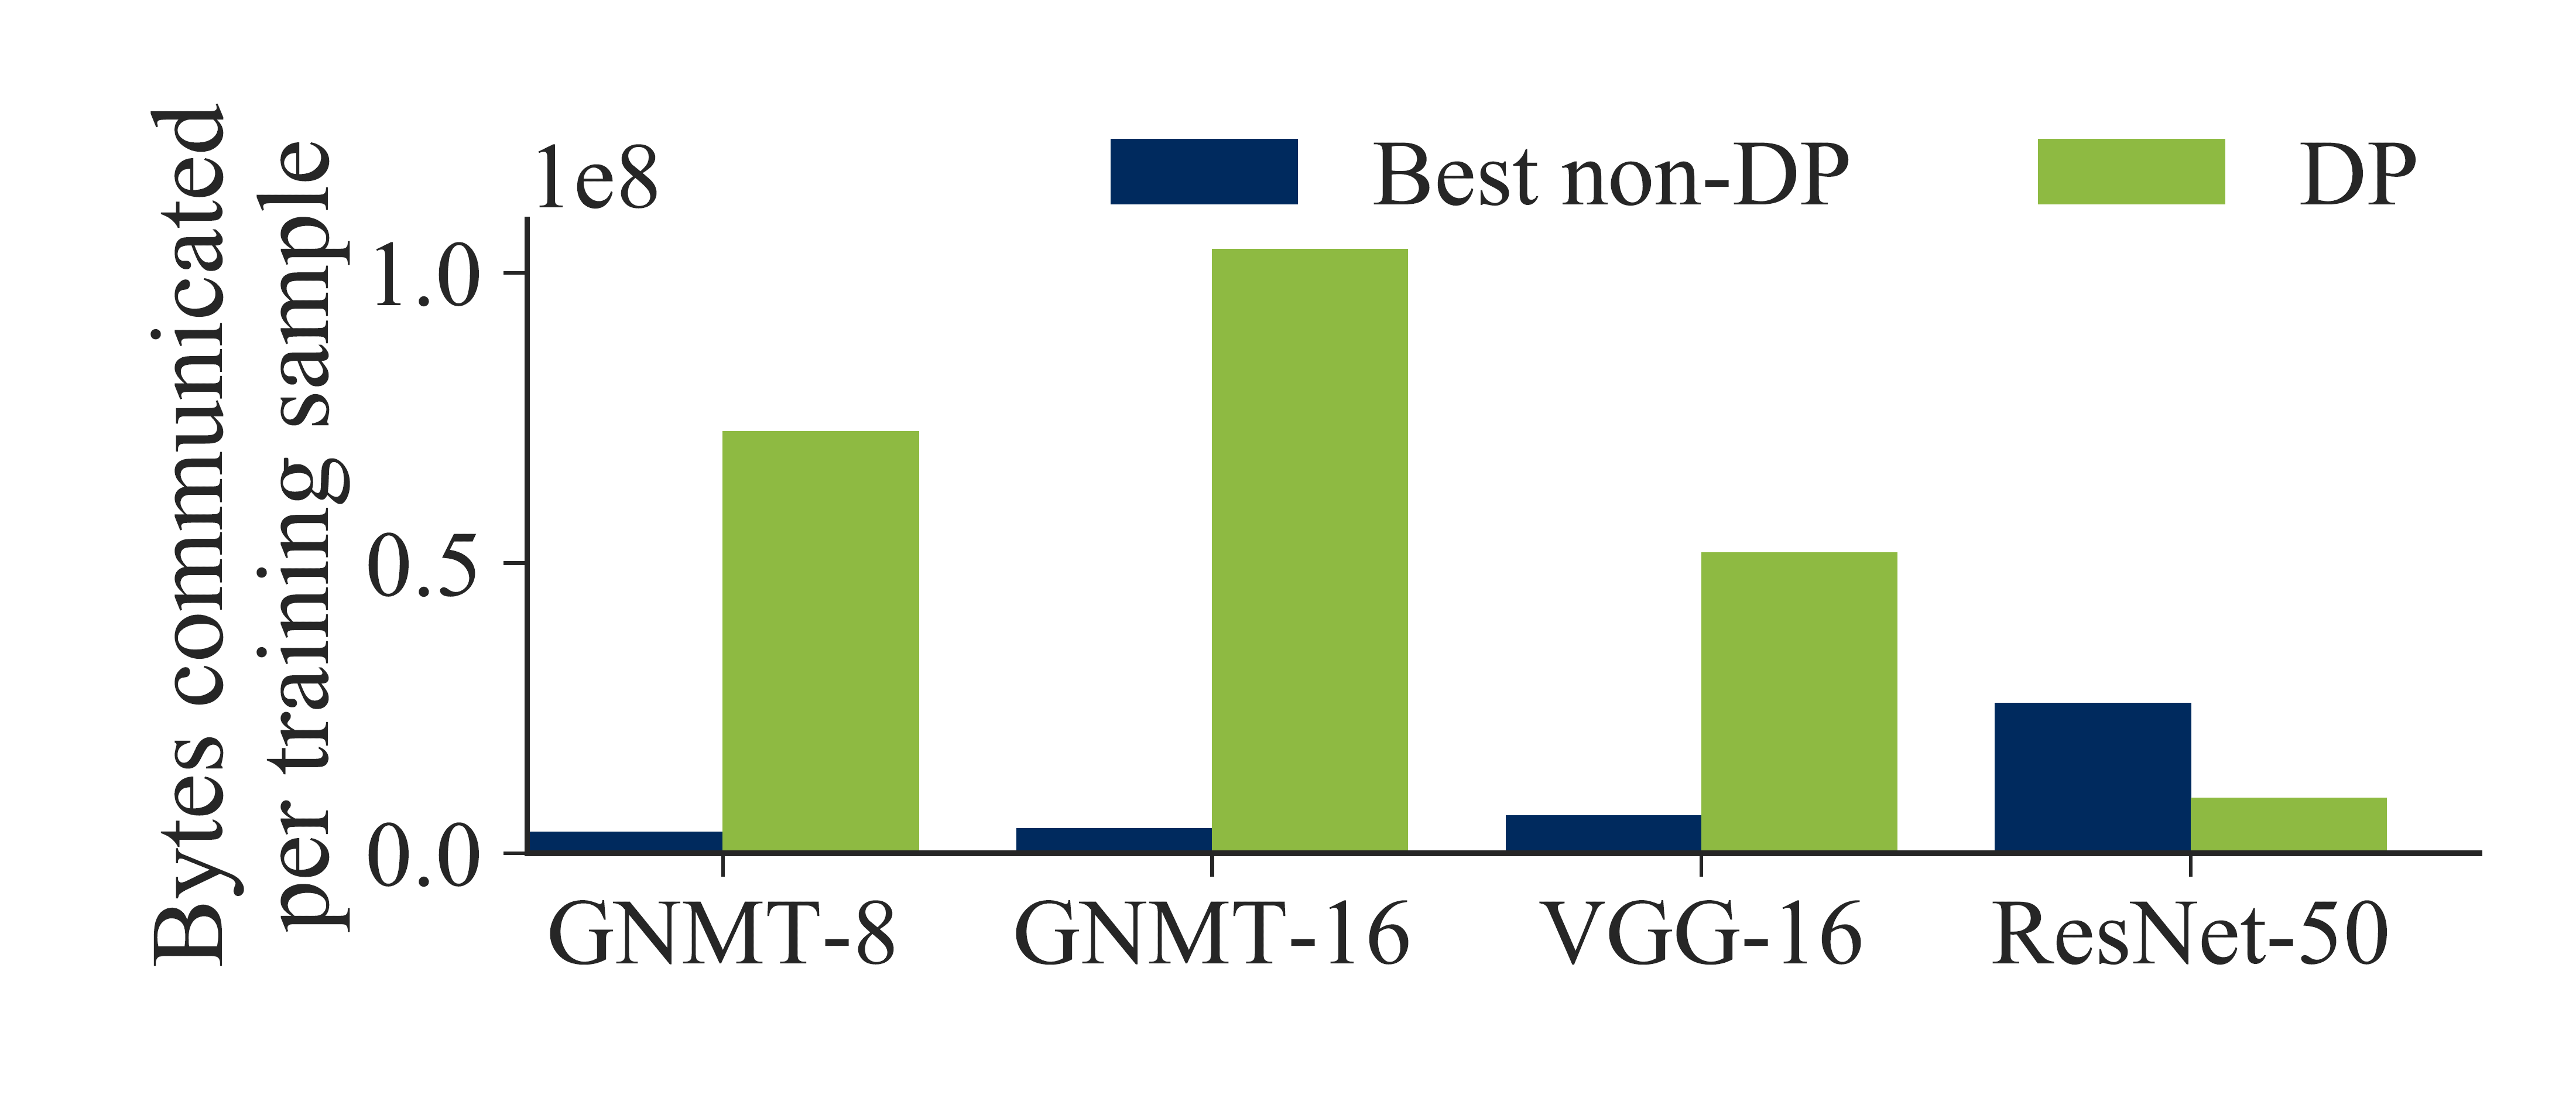 Bytes communicated
per training sample
1e8
Best non-DP
DP
1.0
0.5
0.0
GNMT-8
GNMT-16
VGG-16
ResNet-50